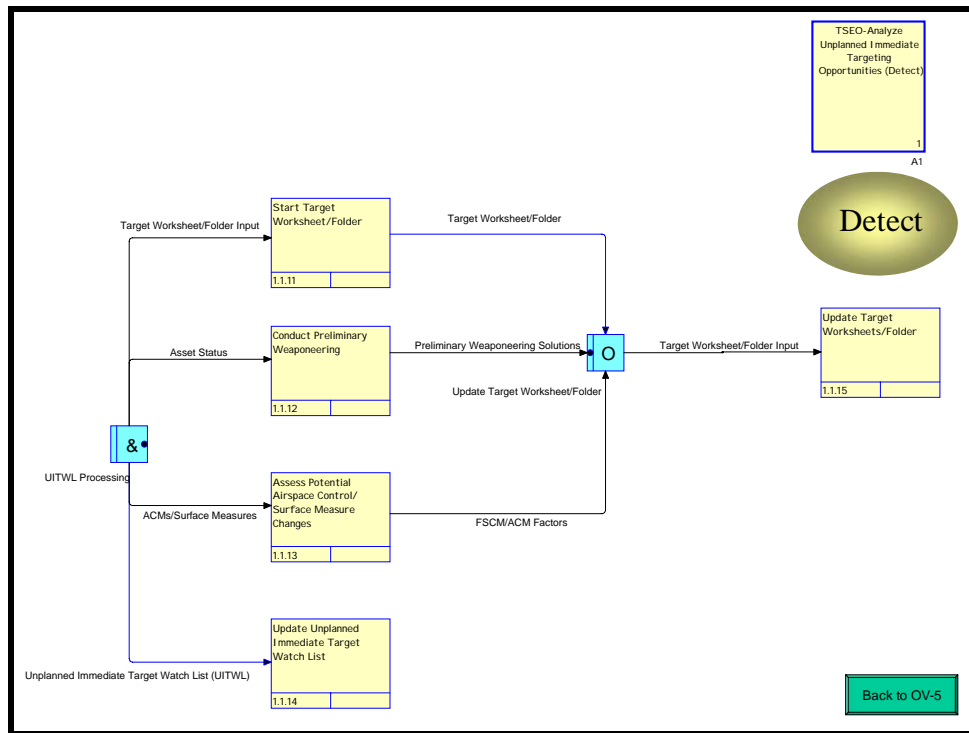 TSEO-Analyze
Unplanned Immediate
Targeting
Opportunities (Detect)
1
A1
Detect
Start Target
Worksheet/Folder
1.1.11
Target Worksheet/Folder Input
Target Worksheet/Folder
Conduct Preliminary
Weaponeering
1.1.12
Asset Status
Preliminary Weaponeering Solutions
O
Target Worksheet/Folder Input
Update Target
Worksheets/Folder
1.1.15
Update Target Worksheet/Folder
&
UITWL Processing
Assess Potential
Airspace Control/
Surface Measure
Changes
1.1.13
ACMs/Surface Measures
FSCM/ACM Factors
Update Unplanned
Immediate Target
Watch List
1.1.14
Unplanned Immediate Target Watch List (UITWL)
Back to OV-5